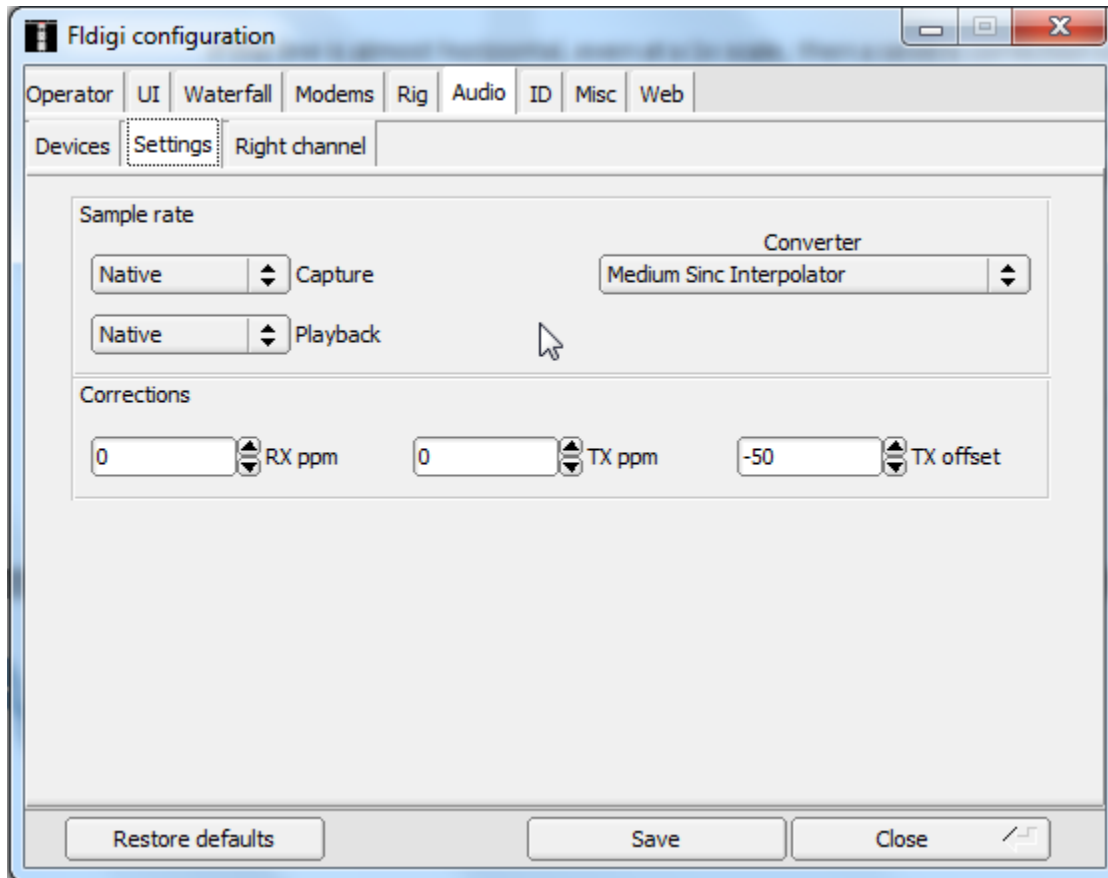 Fldigi configuration
Operator UI Waterfall Modems Rig Audio ID Misc Web
Devices Settings Right channel
Sample rate
Converter
Native Capture Medium Sinc Interpolator
Native Playback
Corrections
0 RX ppm 0 TX ppm -50 TX offset
Restore defaults Save Close